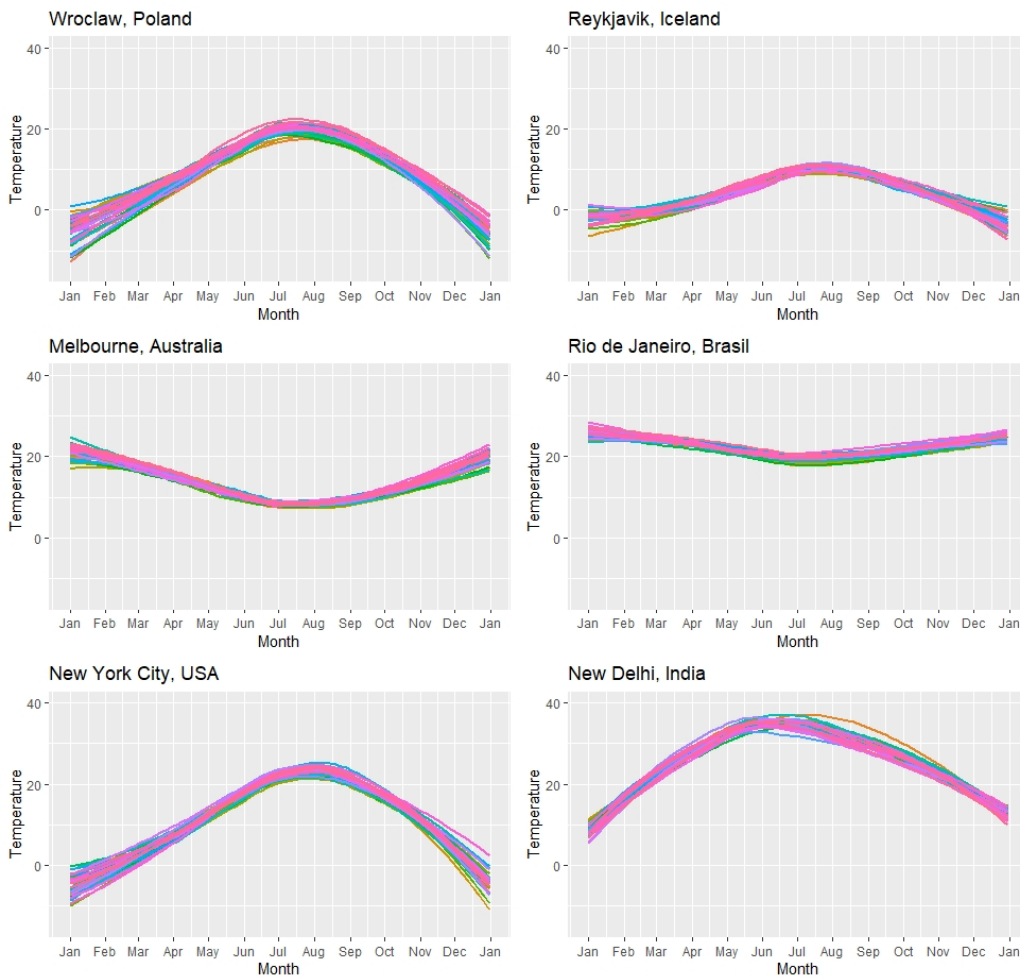 Wroclaw, Poland
40
20
0
Temperature
Jan Feb Mar Apr May Jun Jul Aug Sep Oct Nov Dec Jan
Month
Reykjavik, Iceland
40
20
0
Temperature
Jan Feb Mar Apr May Jun Jul Aug Sep Oct Nov Dec Jan
Month
Melbourne, Australia
40
20
0
Temperature
Jan Feb Mar Apr May Jun Jul Aug Sep Oct Nov Dec Jan
Month
Rio de Janeiro, Brasil
40
20
0
Temperature
Jan Feb Mar Apr May Jun Jul Aug Sep Oct Nov Dec Jan
Month
New York City, USA
40
20
0
Temperature
Jan Feb Mar Apr May Jun Jul Aug Sep Oct Nov Dec Jan
Month
New Delhi, India
40
20
0
Temperature
Jan Feb Mar Apr May Jun Jul Aug Sep Oct Nov Dec Jan
Month